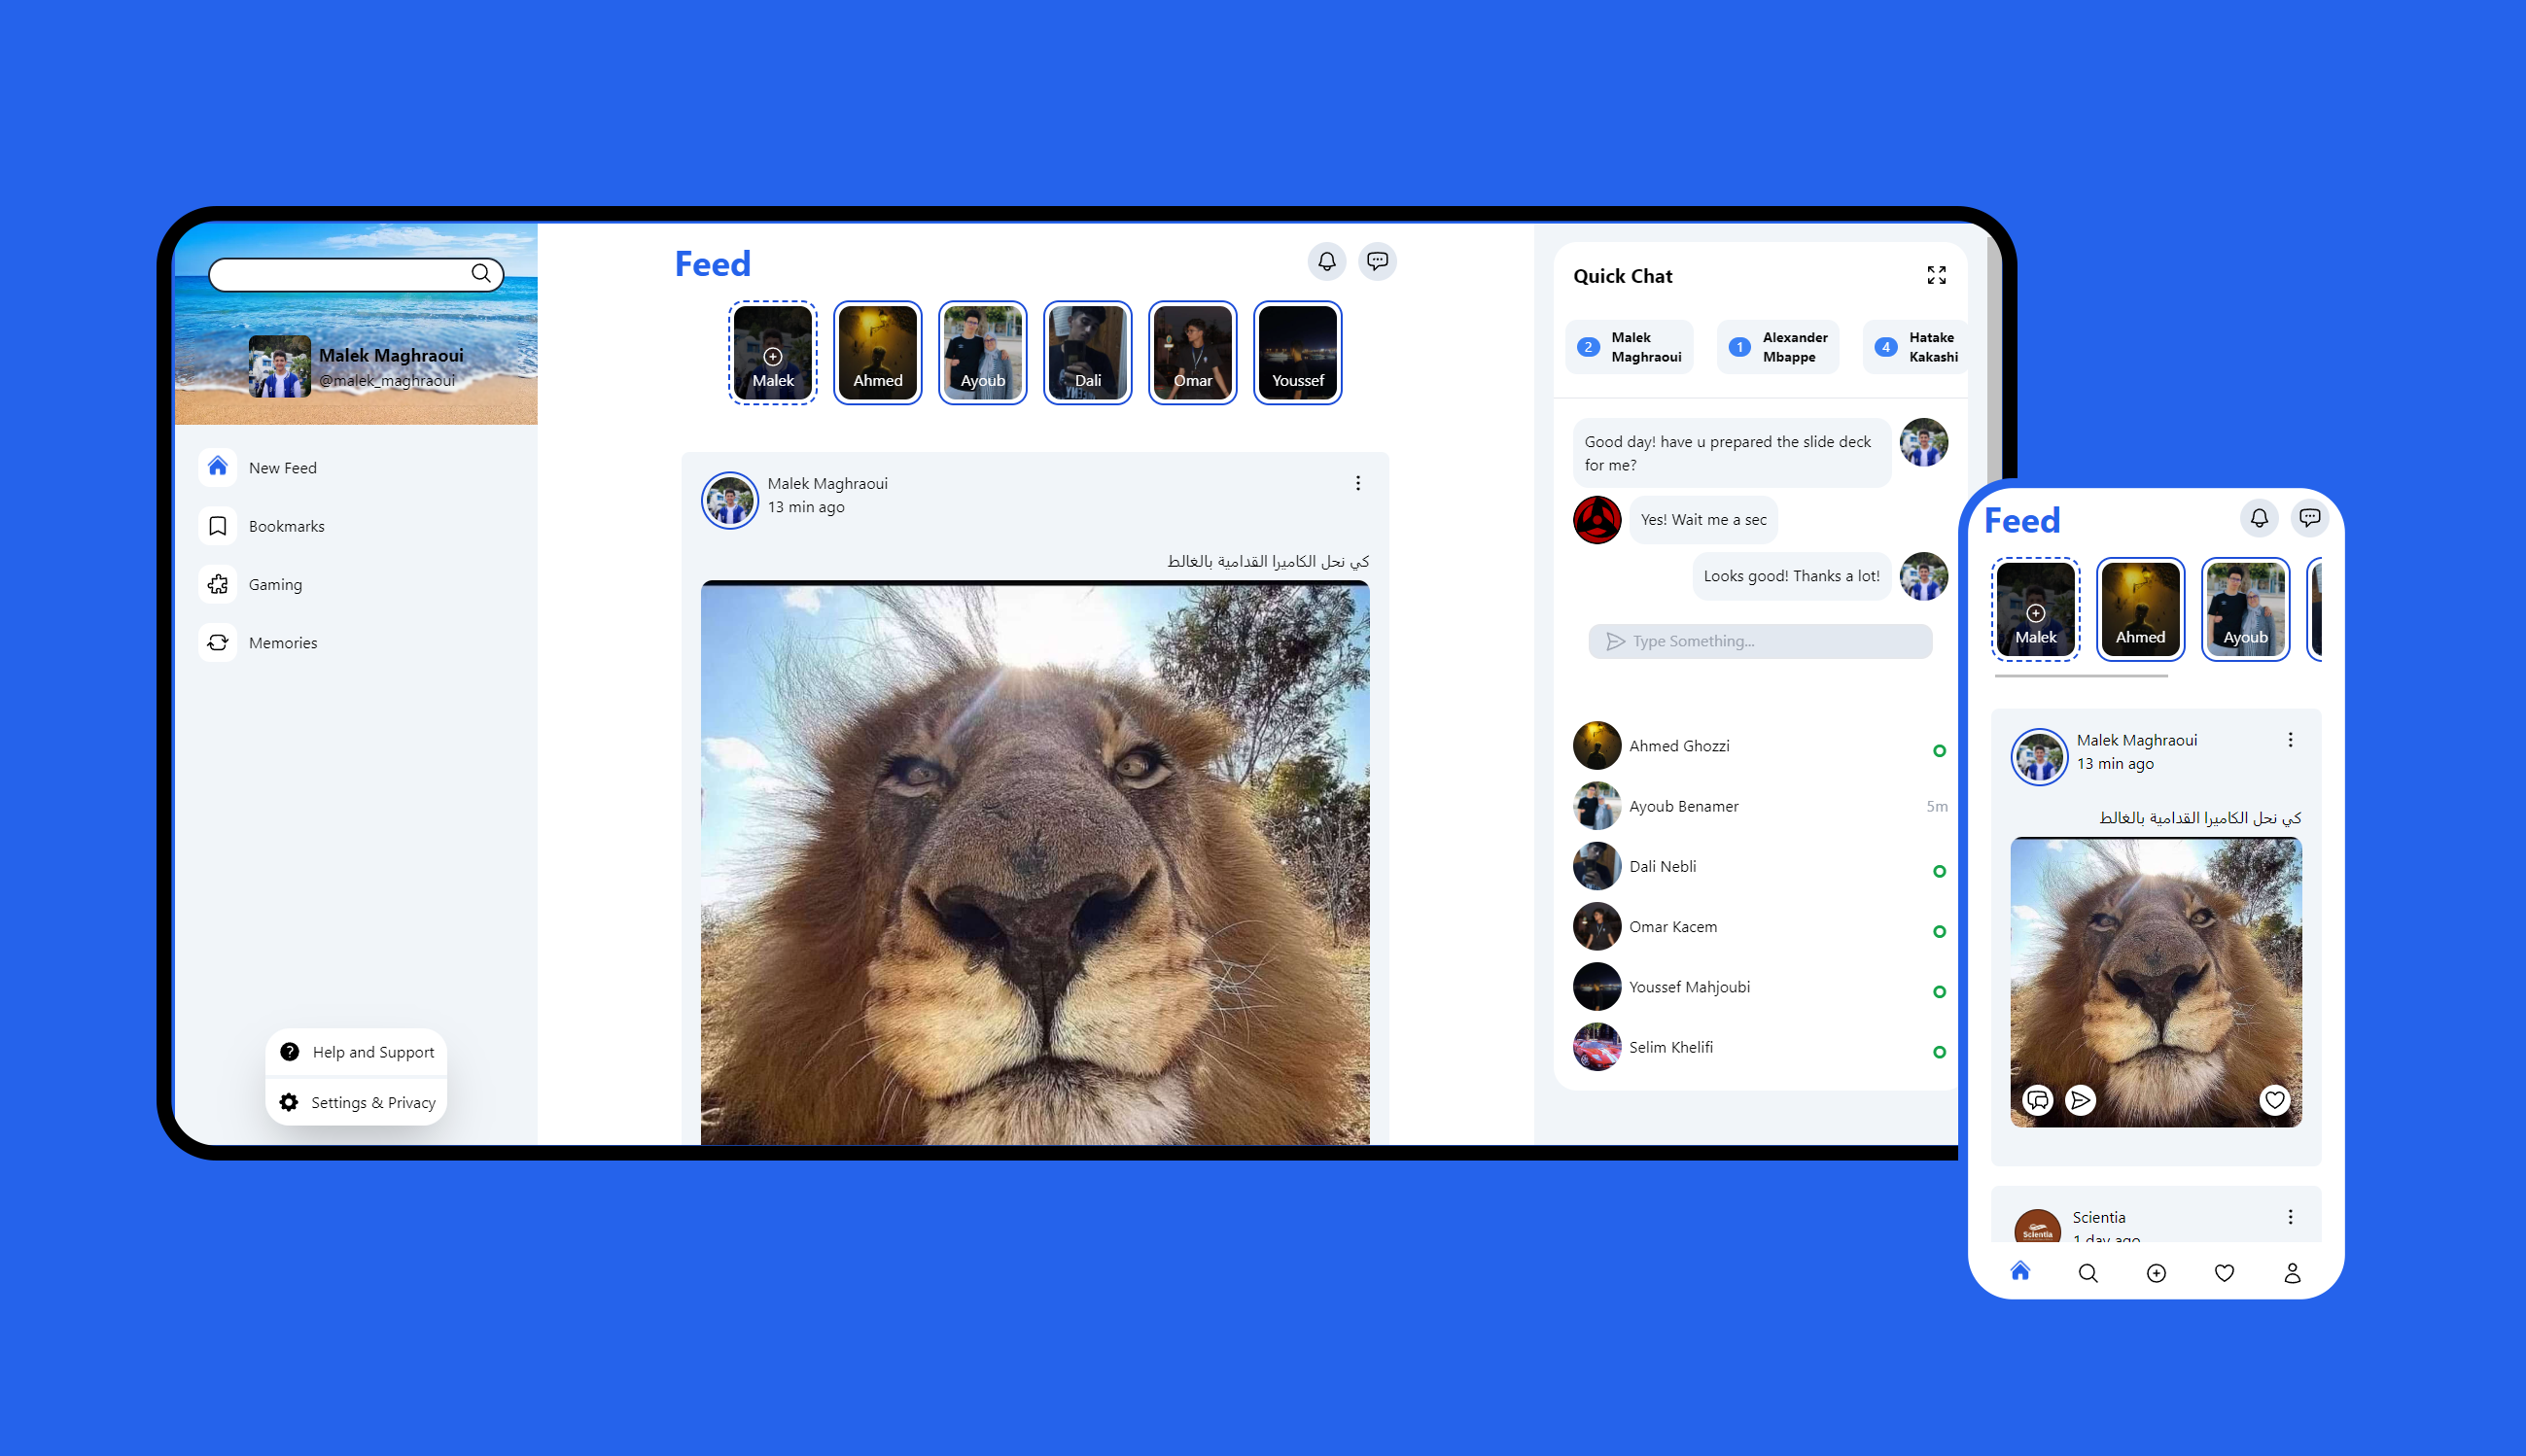 Malek Maghraoui
@malek_maghraoui
New Feed
Bookmarks
Gaming
Memories
Help and Support
Settings & Privacy
Feed
Malek
Ahmed
Ayoub
Dali
Omar
Youssef
Malek Maghraoui
13 min ago
كي نحل الكاميرا القدامية بالغالط
Quick Chat
2
Malek
Maghraoui
1
Alexander
Mbappe
4
Hatake
Kakashi
Good day! have u prepared the slide deck
for me?
Yes! Wait me a sec
Looks good! Thanks a lot!
Type Something...
Ahmed Ghozzi
Ayoub Benamer
5m
Dali Nebli
Omar Kacem
Youssef Mahjoubi
Selim Khelifi
Feed
Malek
Ahmed
Ayoub
Malek Maghraoui
13 min ago
كي نحل الكاميرا القدامية بالغالط
Scientia
Scientia
1 day ago